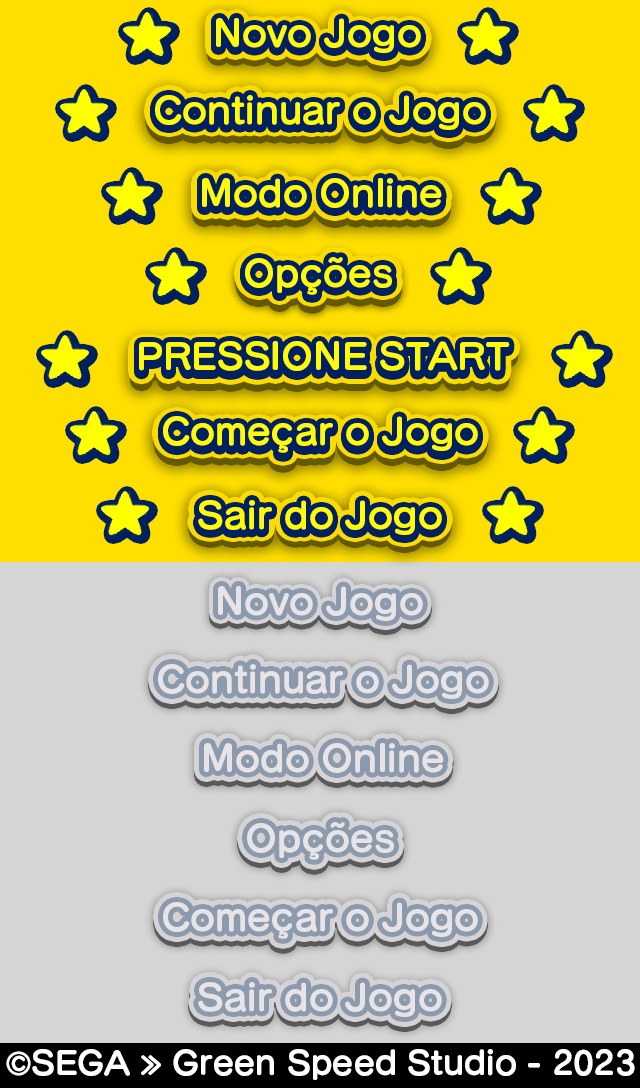 Novo Jogo
Continuar o Jogo
Modo Online
Opções
PRESSIONE START
Começar o Jogo
Sair do Jogo
Novo Jogo
Continuar o Jogo
Modo Online
Opções
Começar o Jogo
Sair do Jogo
©SEGA » Green Speed Studio - 2023